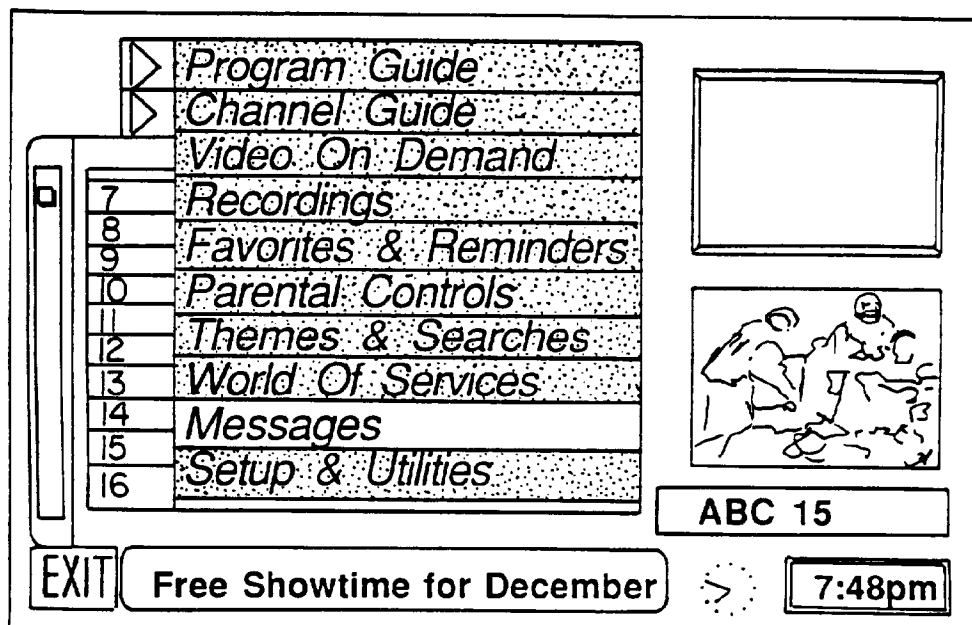 Program Guide
Channel Guide
Video On Demand
7 Recordings
8
9 Favorites & Reminders
10 Parental Controls
11
12 Themes & Searches
13 World Of Services
14 Messages
15
16 Setup & Utilities
ABC 15
EXIT Free Showtime for December 7:48pm